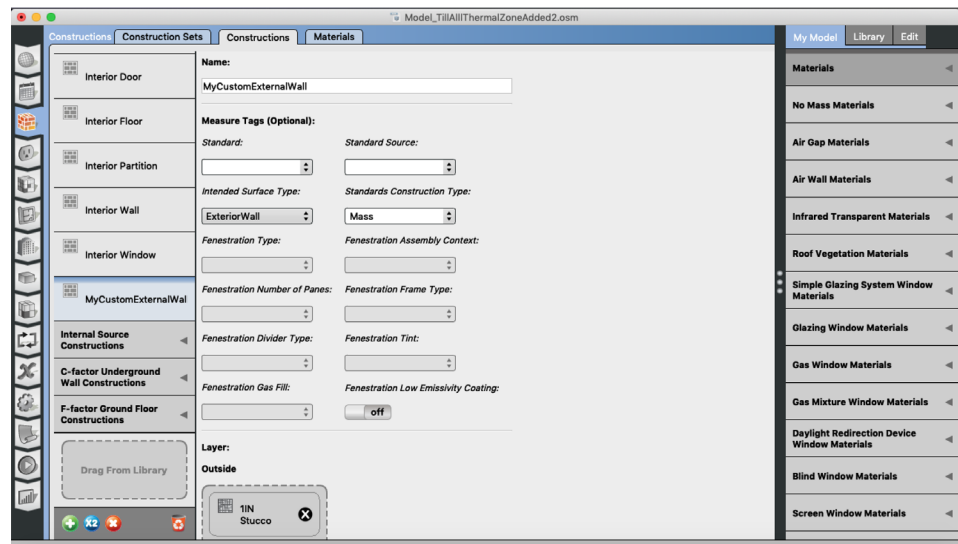 Model_TillAllIThermalZoneAdded2.osm
Constructions
Construction Sets
Constructions
Materials
My Model
Library
Edit
Interior Door
Interior Floor
Interior Partition
Interior Wall
Interior Window
MyCustomExternalWal
Internal Source
Constructions
C-factor Underground
Wall Constructions
F-factor Ground Floor
Constructions
Drag From Library
X2
Name:
MyCustomExternalWall
Measure Tags (Optional):
Standard:
Standard Source:
Intended Surface Type:
Standards Construction Type:
ExteriorWall
Mass
Fenestration Type:
Fenestration Assembly Context:
Fenestration Number of Panes:
Fenestration Frame Type:
Fenestration Divider Type:
Fenestration Tint:
Fenestration Gas Fill:
Fenestration Low Emissivity Coating:
off
Layer:
Outside
1IN
Stucco
Materials
No Mass Materials
Air Gap Materials
Air Wall Materials
Infrared Transparent Materials
Roof Vegetation Materials
Simple Glazing System Window
Materials
Glazing Window Materials
Gas Window Materials
Gas Mixture Window Materials
Daylight Redirection Device
Window Materials
Blind Window Materials
Screen Window Materials